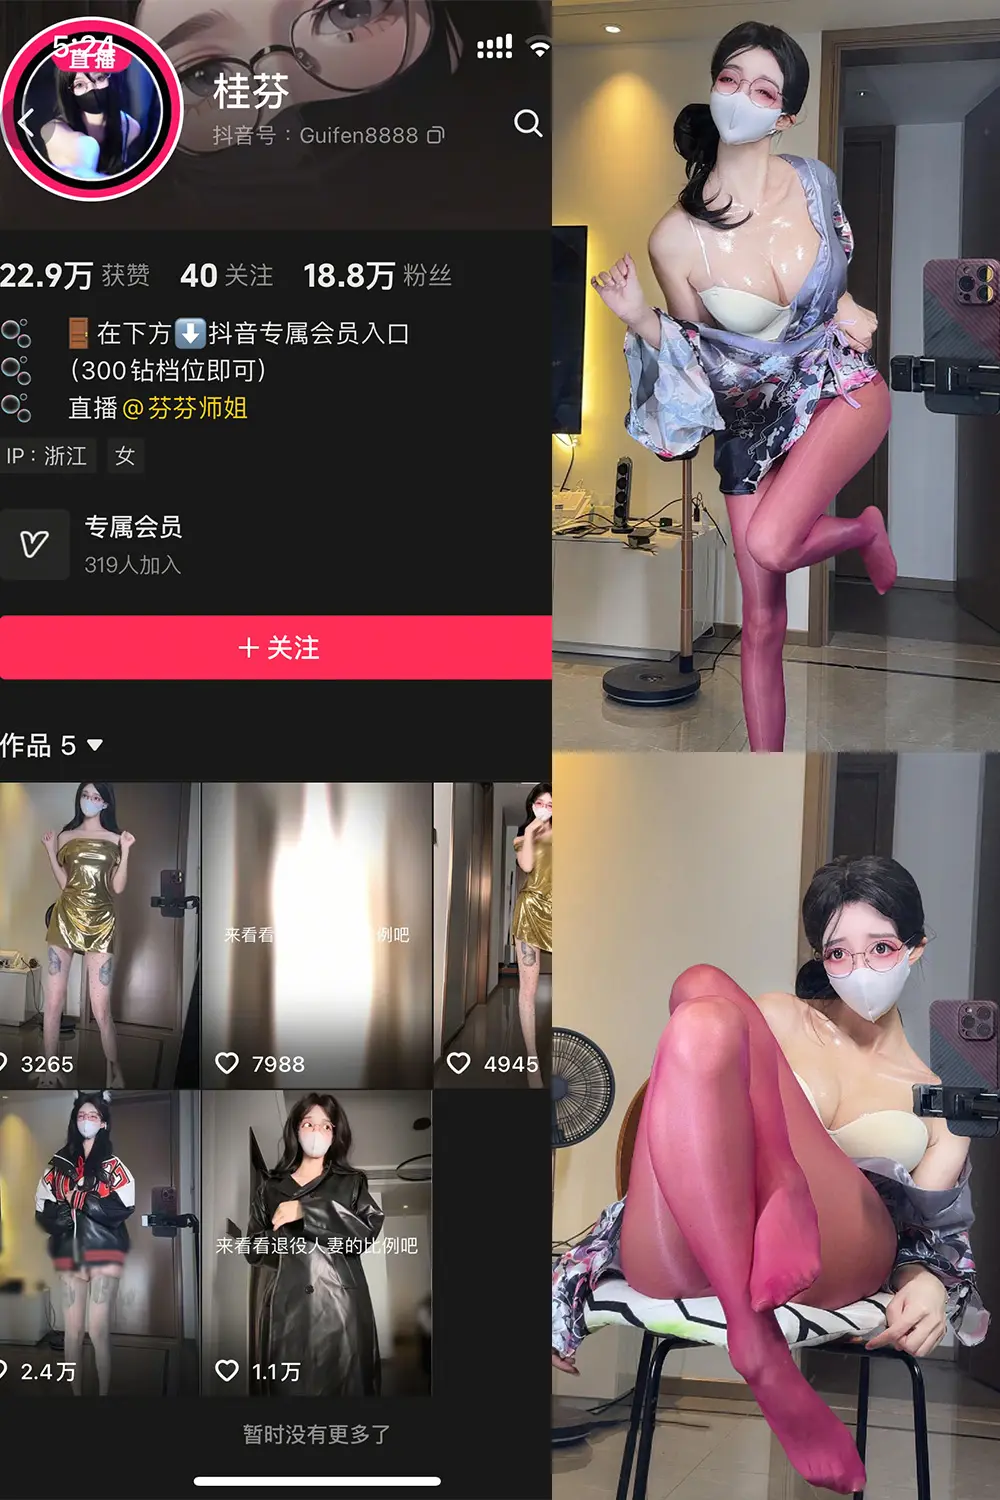 5:24
直播
桂芬
抖音号：Guifen8888
22.9万 获赞 40 关注 18.8万 粉丝
在下方 抖音专属会员入口
（300钻档位即可）
直播@芬芬师姐
IP：浙江 女
专属会员
319人加入
＋关注
作品 5
来看看 例吧
3265
7988
4945
来看看退役人妻的比例吧
2.4万
1.1万
暂时没有更多了